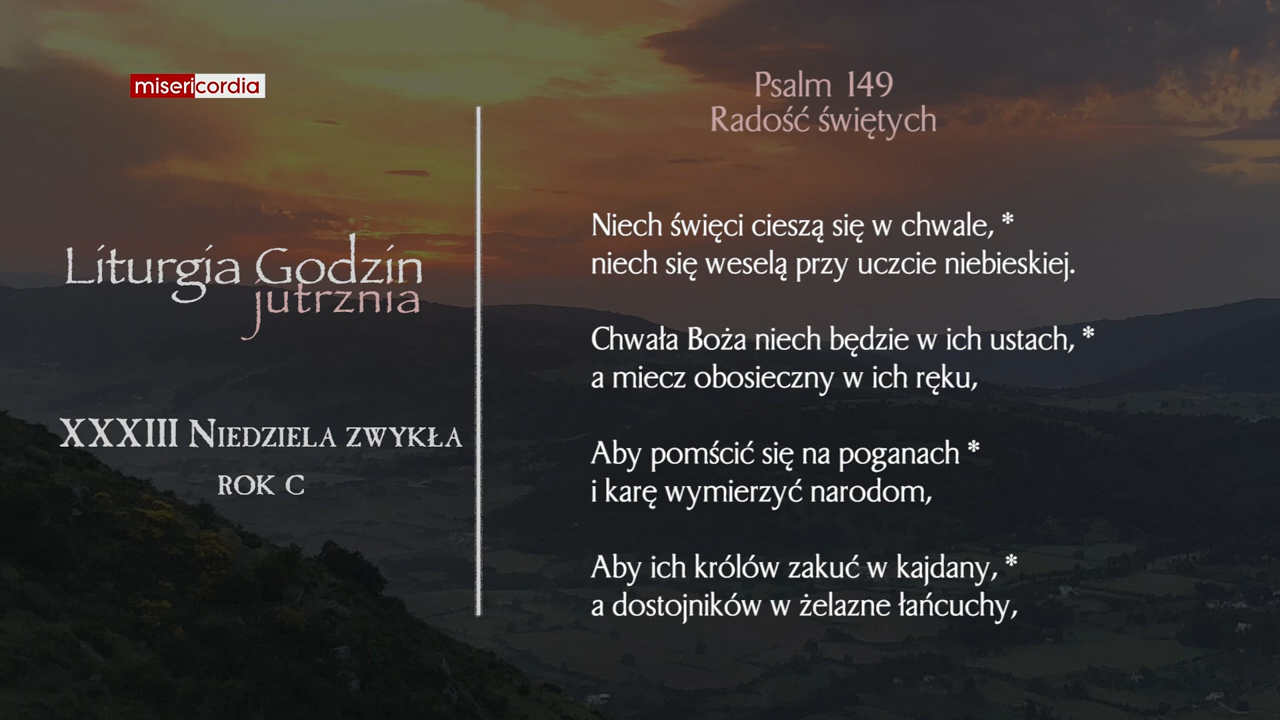 misericordia
Liturgia Godzin
jutrznia
XXXIII Niedziela zwykła
rok C
Psalm 149
Radość świętych
Niech święci cieszą się w chwale, *
niech się weselą przy uczcie niebieskiej.
Chwała Boża niech będzie w ich ustach, *
a miecz obosieczny w ich ręku,
Aby pomścić się na poganach *
i karę wymierzyć narodom,
Aby ich królów zakuć w kajdany, *
a dostojników w żelazne łańcuchy,